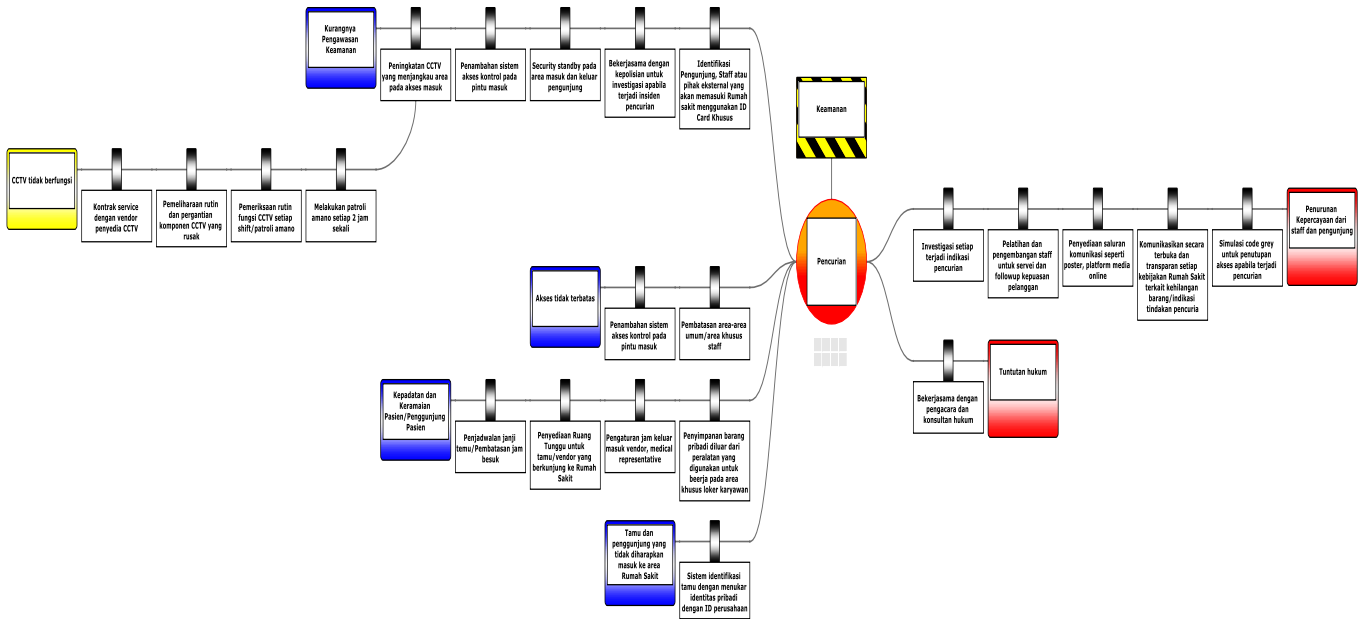 Kurangnya
Pengawasan
Keamanan
Peningkatan CCTV
yang menjangkau area
pada akses masuk
Penambahan sistem
akses kontrol pada
pintu masuk
Security standby pada
area masuk dan keluar
pengunjung
Bekerjasama dengan
kepolisian untuk
investigasi apabila
terjadi insiden
pencurian
Identifikasi
Pengunjung, Staff atau
pihak eksternal yang
akan memasuki Rumah
sakit menggunakan ID
Card Khusus
Keamanan
CCTV tidak berfungsi
Kontrak service
dengan vendor
penyedia CCTV
Pemeliharaan rutin
dan pergantian
komponen CCTV yang
rusak
Pemeriksaan rutin
fungsi CCTV setiap
shift/patroli amano
Melakukan patroli
amano setiap 2 jam
sekali
Pencurian
Investigasi setiap
terjadi indikasi
pencurian
Pelatihan dan
pengembangan staff
untuk servei dan
followup kepuasan
pelanggan
Penyediaan saluran
komunikasi seperti
poster, platform media
online
Komunikasikan secara
terbuka dan
transparan setiap
kebijakan Rumah Sakit
terkait kehilangan
barang/indikasi
tindakan pencuria
Simulasi code grey
untuk penutupan
akses apabila terjadi
pencurian
Penurunan
Kepercayaan dari
staff dan pengunjung
Akses tidak terbatas
Penambahan sistem
akses kontrol pada
pintu masuk
Pembatasan area-area
umum/area khusus
staff
Bekerjasama dengan
pengacara dan
konsultan hukum
Tuntutan hukum
Kepadatan dan
Keramaian
Pasien/Penggunjung
Pasien
Penjadwalan janji
temu/Pembatasan jam
besuk
Penyediaan Ruang
Tunggu untuk
tamu/vendor yang
berkunjung ke Rumah
Sakit
Pengaturan jam keluar
masuk vendor, medical
representative
Penyimpanan barang
pribadi diluar dari
peralatan yang
digunakan untuk
beerja pada area
khusus loker karyawan
Tamu dan
penggunjung yang
tidak diharapkan
masuk ke area
Rumah Sakit
Sistem identifikasi
tamu dengan menukar
identitas pribadi
dengan ID perusahaan